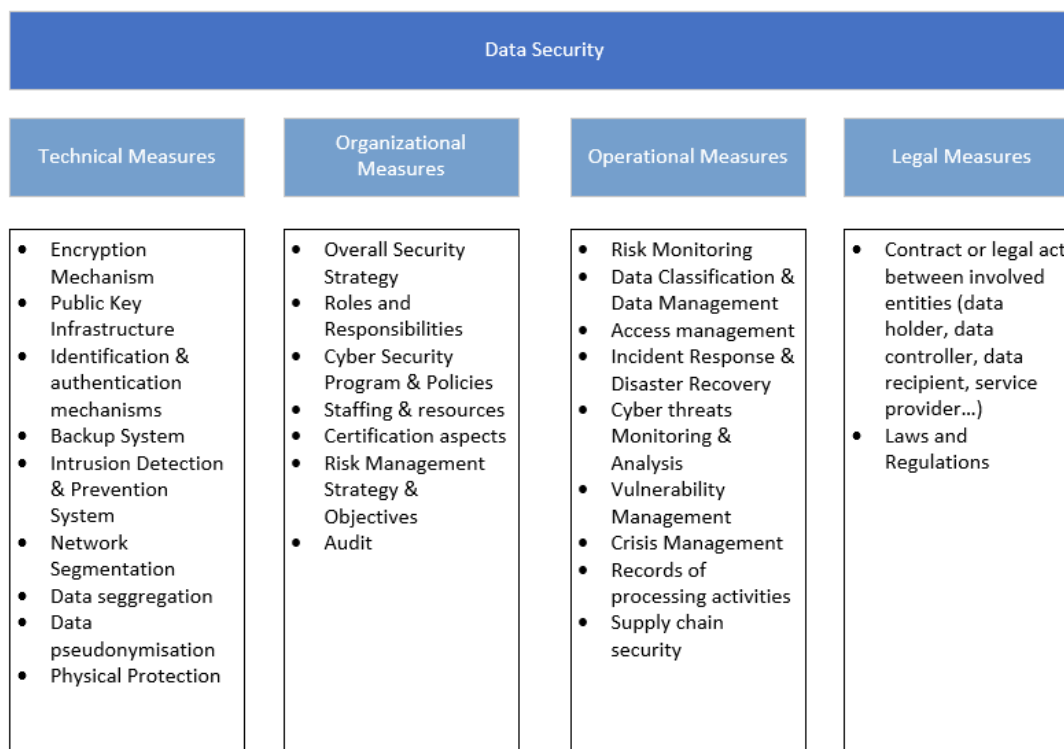 Data Security
Technical Measures
Organizational
Measures
Operational Measures
Legal Measures
• Encryption
Mechanism
• Public Key
Infrastructure
• Identification &
authentication
mechanisms
• Backup System
• Intrusion Detection
& Prevention
System
• Network
Segmentation
• Data seggregation
• Data
pseudonymisation
• Physical Protection
• Overall Security
Strategy
• Roles and
Responsibilities
• Cyber Security
Program & Policies
• Staffing & resources
• Certification aspects
• Risk Management
Strategy &
Objectives
• Audit
• Risk Monitoring
• Data Classification &
Data Management
• Access management
• Incident Response &
Disaster Recovery
• Cyber threats
Monitoring &
Analysis
• Vulnerability
Management
• Crisis Management
• Records of
processing activities
• Supply chain
security
• Contract or legal act
between involved
entities (data
holder, data
controller, data
recipient, service
provider…)
• Laws and
Regulations